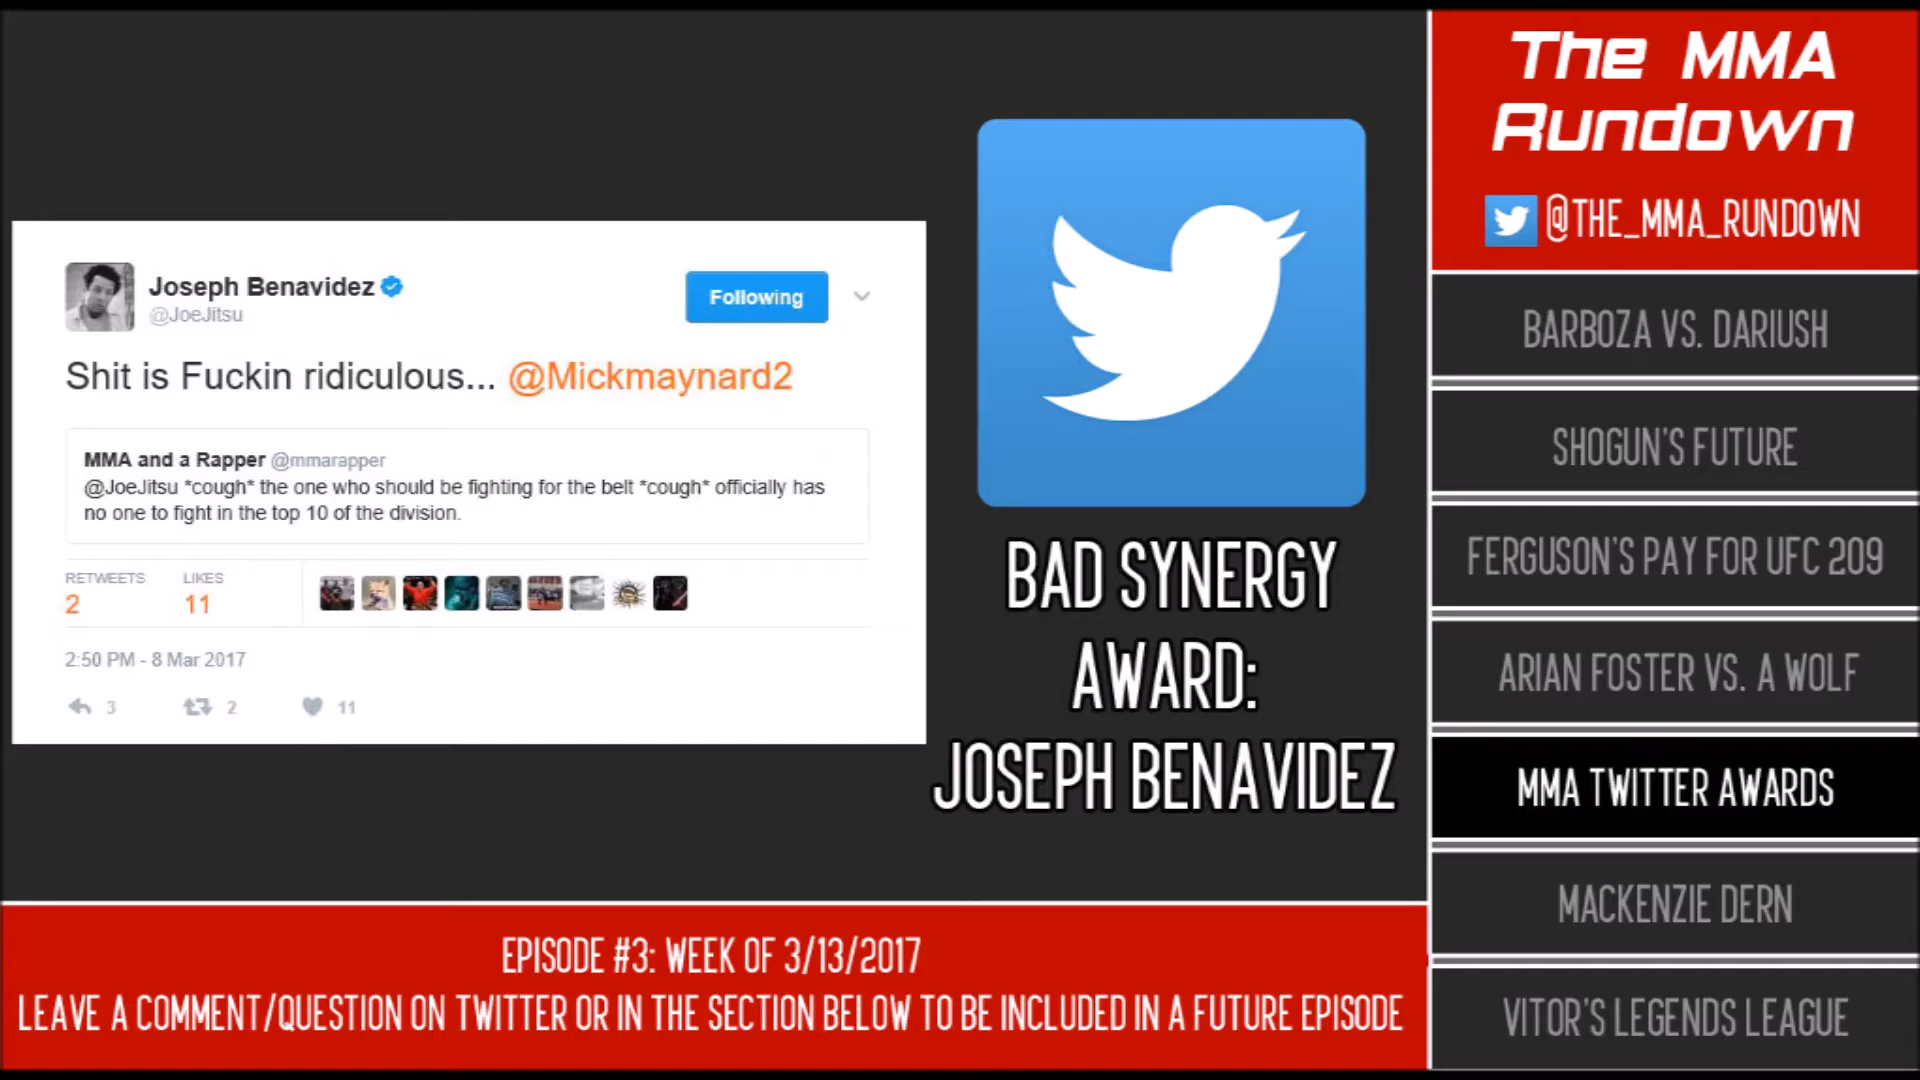 Joseph Benavidez
@JoeJitsu
Following
Shit is Fuckin ridiculous... @Mickmaynard2
MMA and a Rapper @mmarapper
@JoeJitsu *cough* the one who should be fighting for the belt *cough* officially has
no one to fight in the top 10 of the division.
RETWEETS LIKES
2 11
2:50 PM - 8 Mar 2017
3 2 11
BAD SYNERGY
AWARD:
JOSEPH BENAVIDEZ
The MMA
Rundown
@THE_MMA_RUNDOWN
BARBOZA VS. DARIUSH
SHOGUN'S FUTURE
FERGUSON'S PAY FOR UFC 209
ARIAN FOSTER VS. A WOLF
MMA TWITTER AWARDS
MACKENZIE DERN
VITOR'S LEGENDS LEAGUE
EPISODE #3: WEEK OF 3/13/2017
LEAVE A COMMENT/QUESTION ON TWITTER OR IN THE SECTION BELOW TO BE INCLUDED IN A FUTURE EPISODE